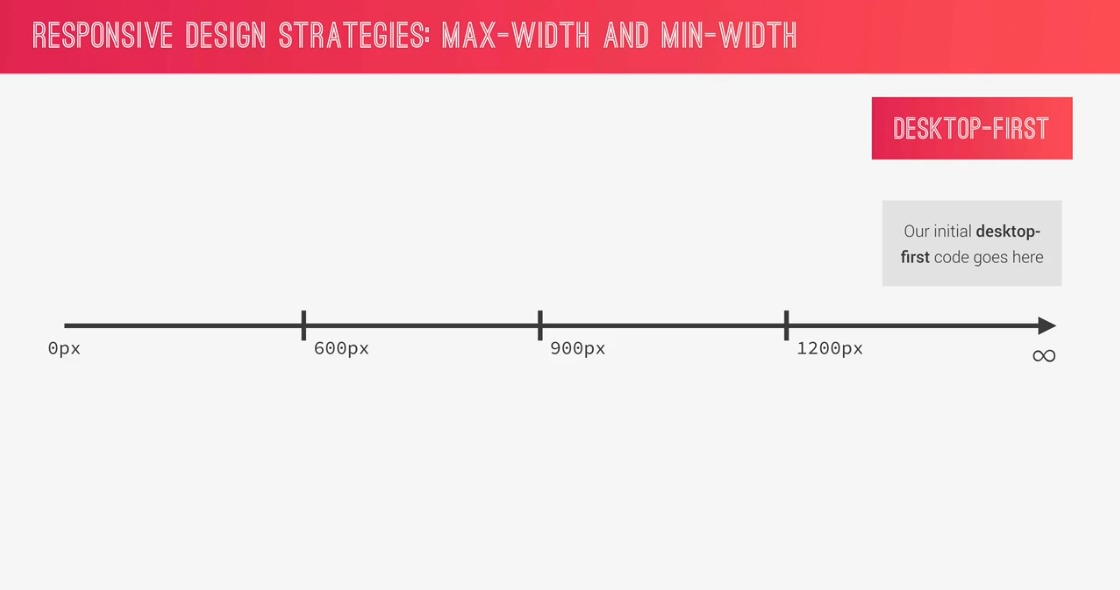 RESPONSIVE DESIGN STRATEGIES: MAX-WIDTH AND MIN-WIDTH
DESKTOP-FIRST
Our initial desktop-
first code goes here
0px
600px
900px
1200px
∞